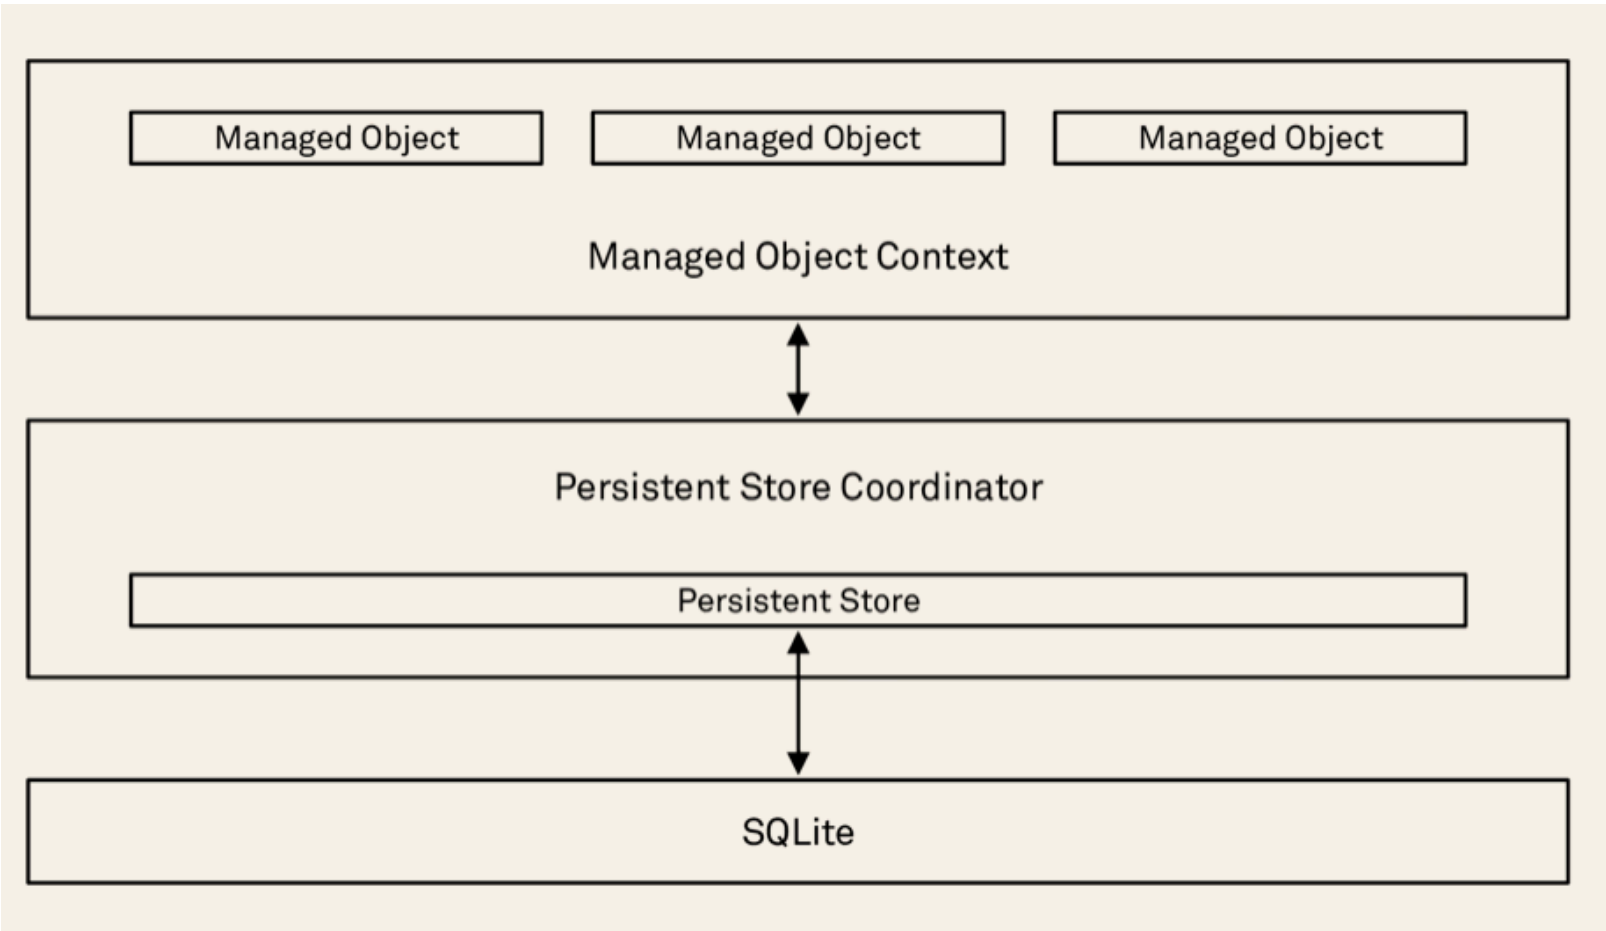 Managed Object
Managed Object
Managed Object
Managed Object Context
Persistent Store Coordinator
Persistent Store
SQLite